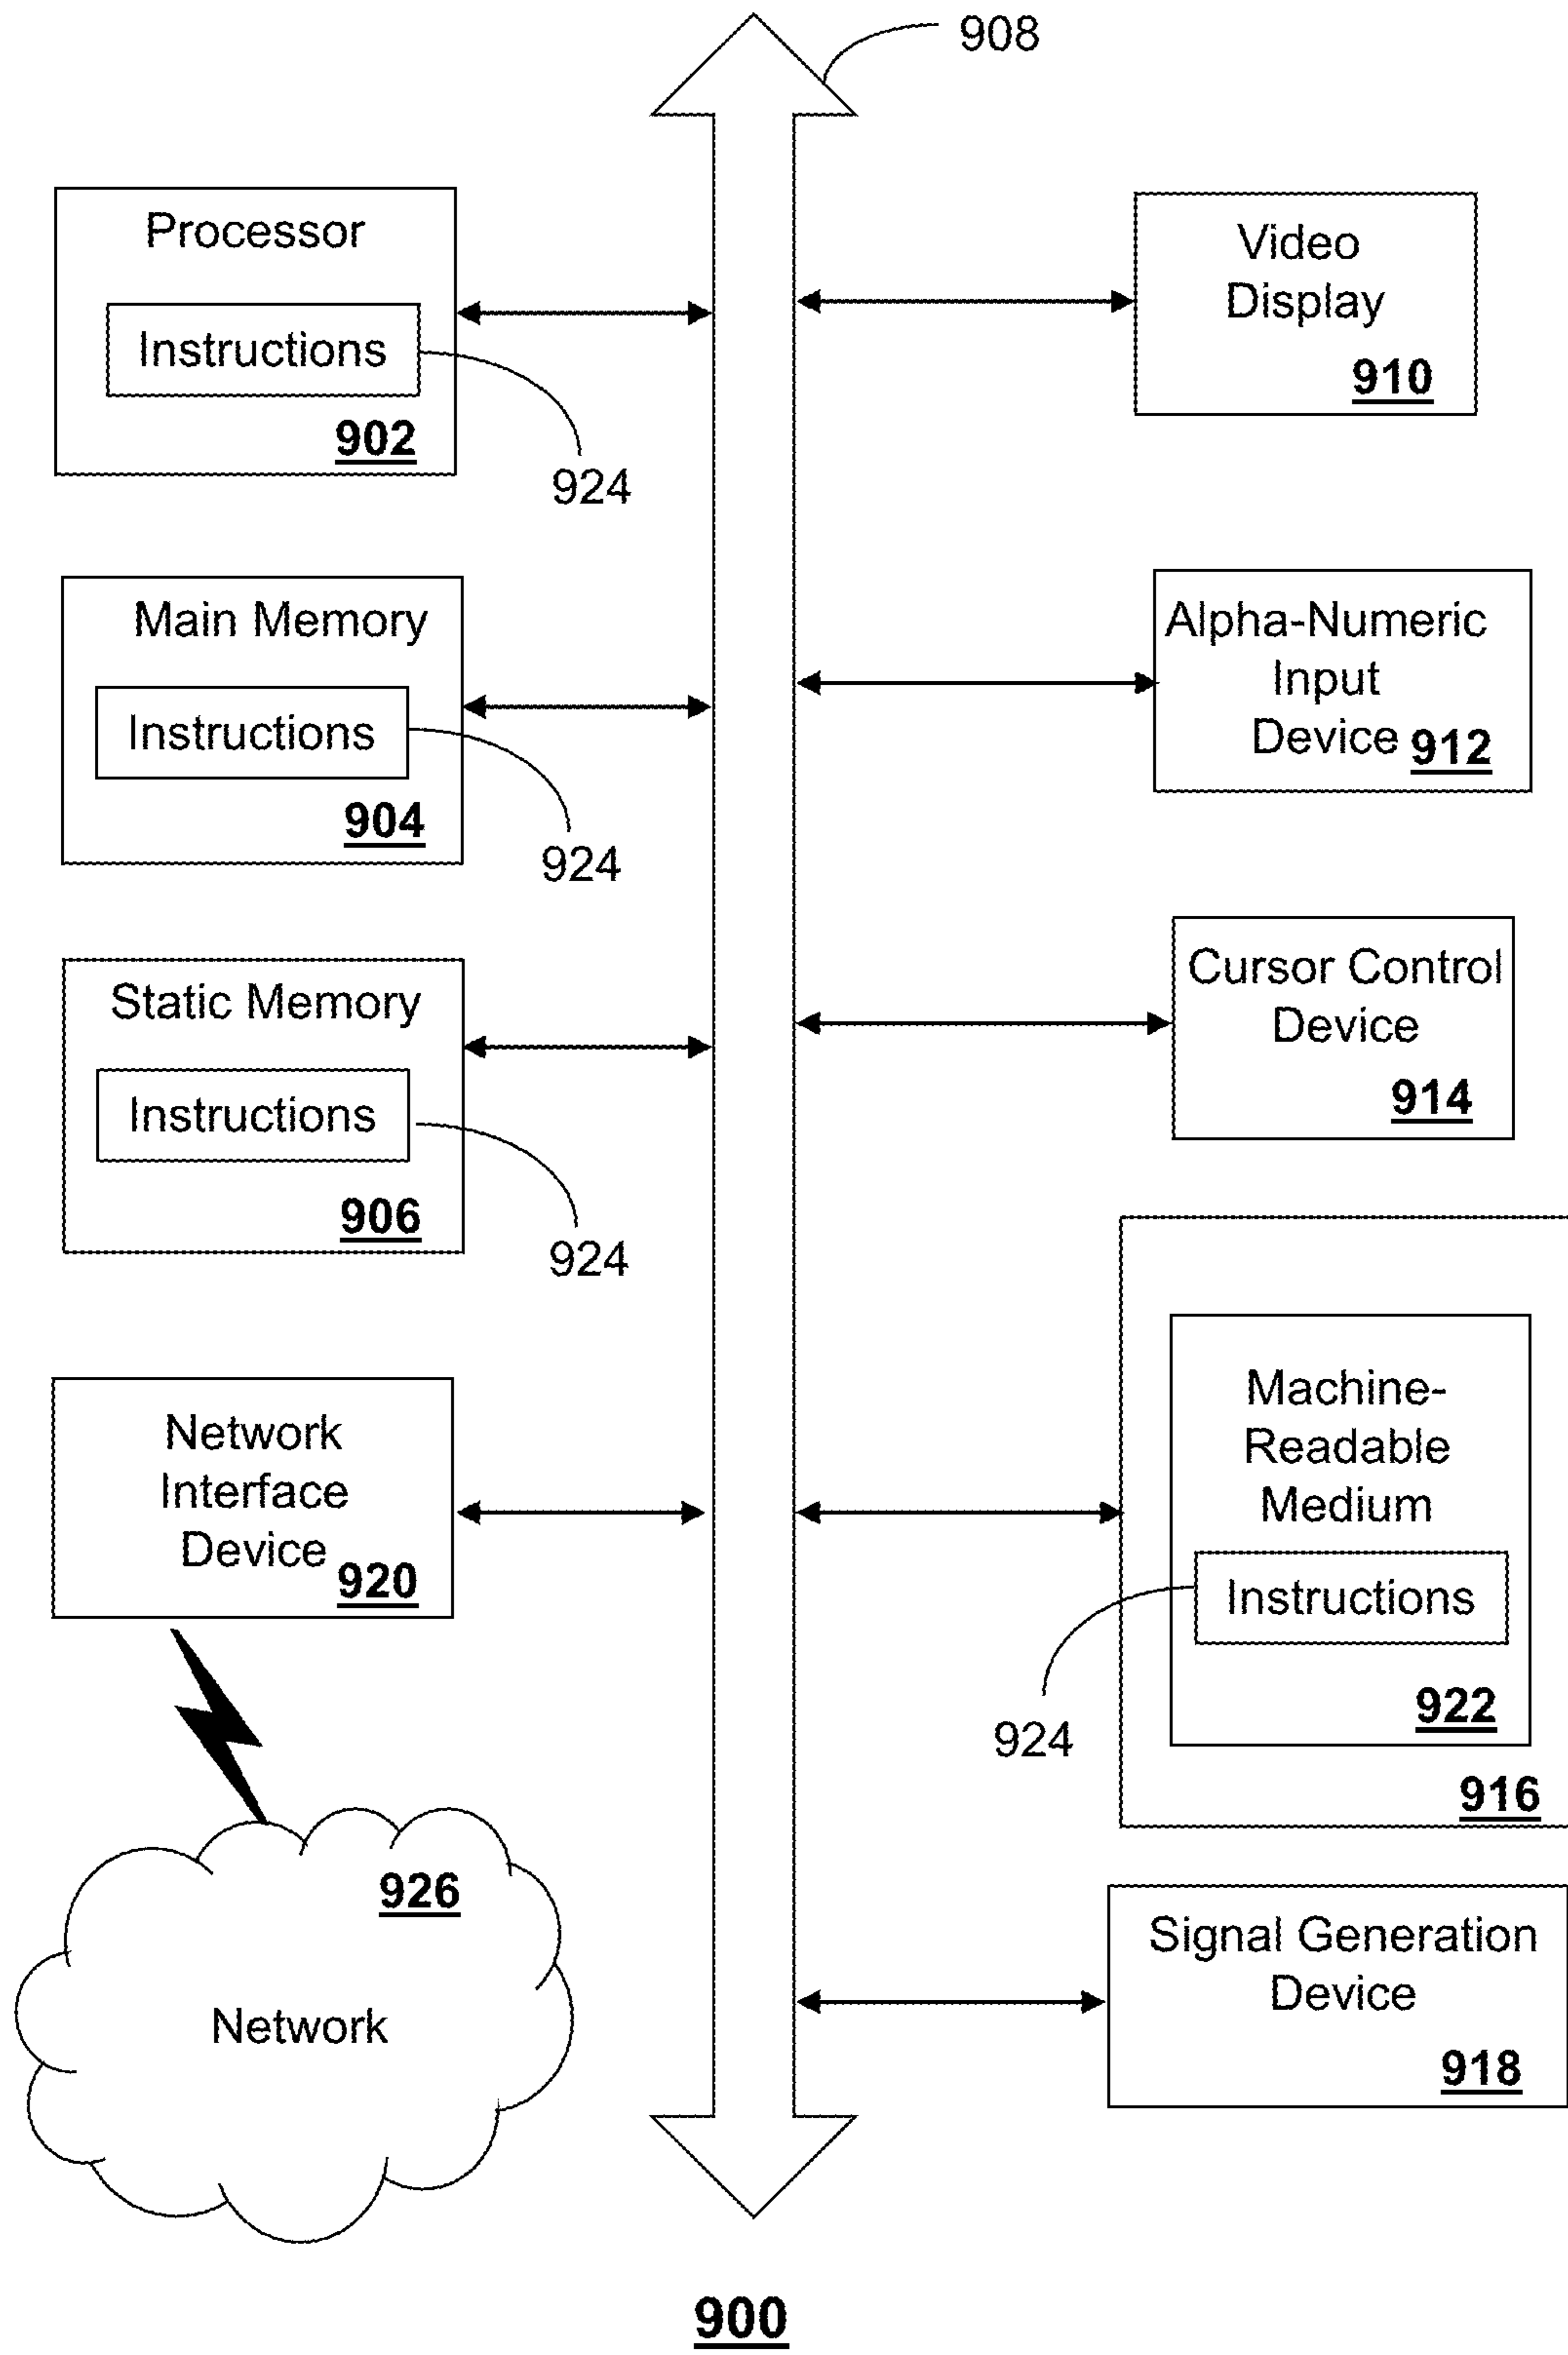 908
Processor
Instructions
902
924
Video
Display
910
Main Memory
Instructions
904
924
Alpha-Numeric
Input
Device 912
Static Memory
Instructions
906
924
Cursor Control
Device
914
Network
Interface
Device 920
Machine-
Readable
Medium
Instructions
924
922
916
926
Network
Signal Generation
Device
918
900